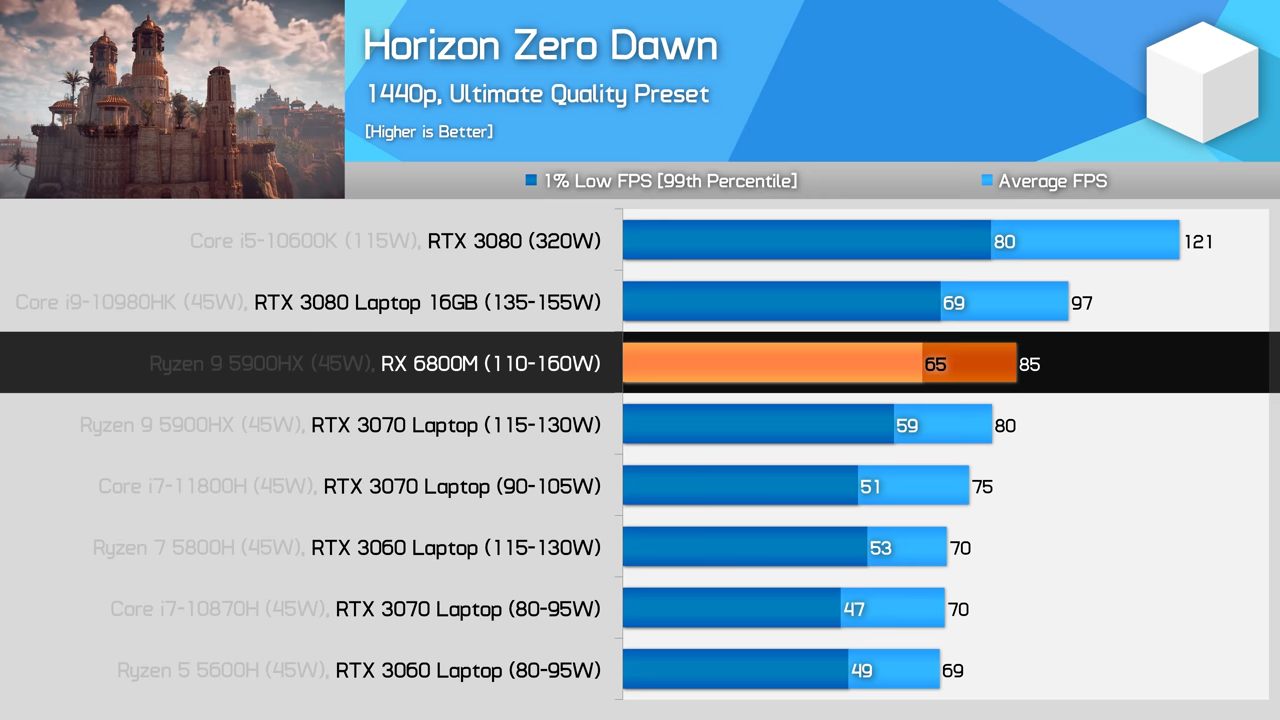 Horizon Zero Dawn
1440p, Ultimate Quality Preset
[Higher is Better]
1% Low FPS [99th Percentile] Average FPS
Core i5-10600K (115W), RTX 3080 (320W) 80 121
Core i9-10980HK (45W), RTX 3080 Laptop 16GB (135-155W) 69 97
Ryzen 9 5900HX (45W), RX 6800M (110-160W) 65 85
Ryzen 9 5900HX (45W), RTX 3070 Laptop (115-130W) 59 80
Core i7-11800H (45W), RTX 3070 Laptop (90-105W) 51 75
Ryzen 7 5800H (45W), RTX 3060 Laptop (115-130W) 53 70
Core i7-10870H (45W), RTX 3070 Laptop (80-95W) 47 70
Ryzen 5 5600H (45W), RTX 3060 Laptop (80-95W) 49 69